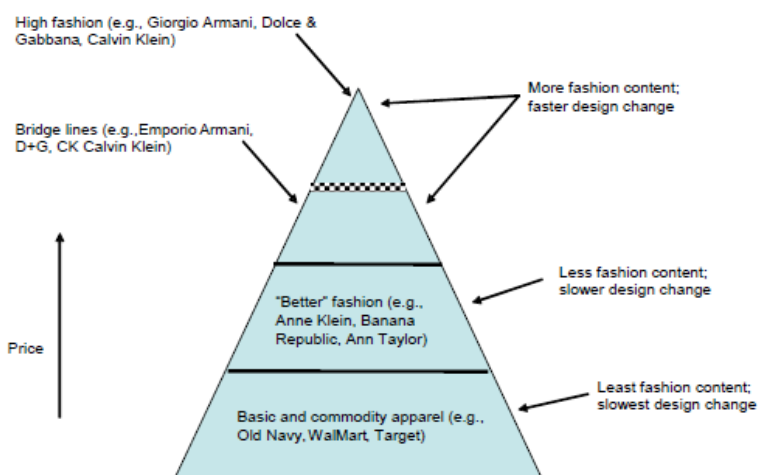 High fashion (e.g., Giorgio Armani, Dolce &
Gabbana, Calvin Klein)
More fashion content;
faster design change
Bridge lines (e.g.,Emporio Armani,
D+G, CK Calvin Klein)
Less fashion content;
slower design change
"Better" fashion (e.g.,
Anne Klein, Banana
Republic, Ann Taylor)
Price
Least fashion content;
slowest design change
Basic and commodity apparel (e.g.,
Old Navy, WalMart, Target)